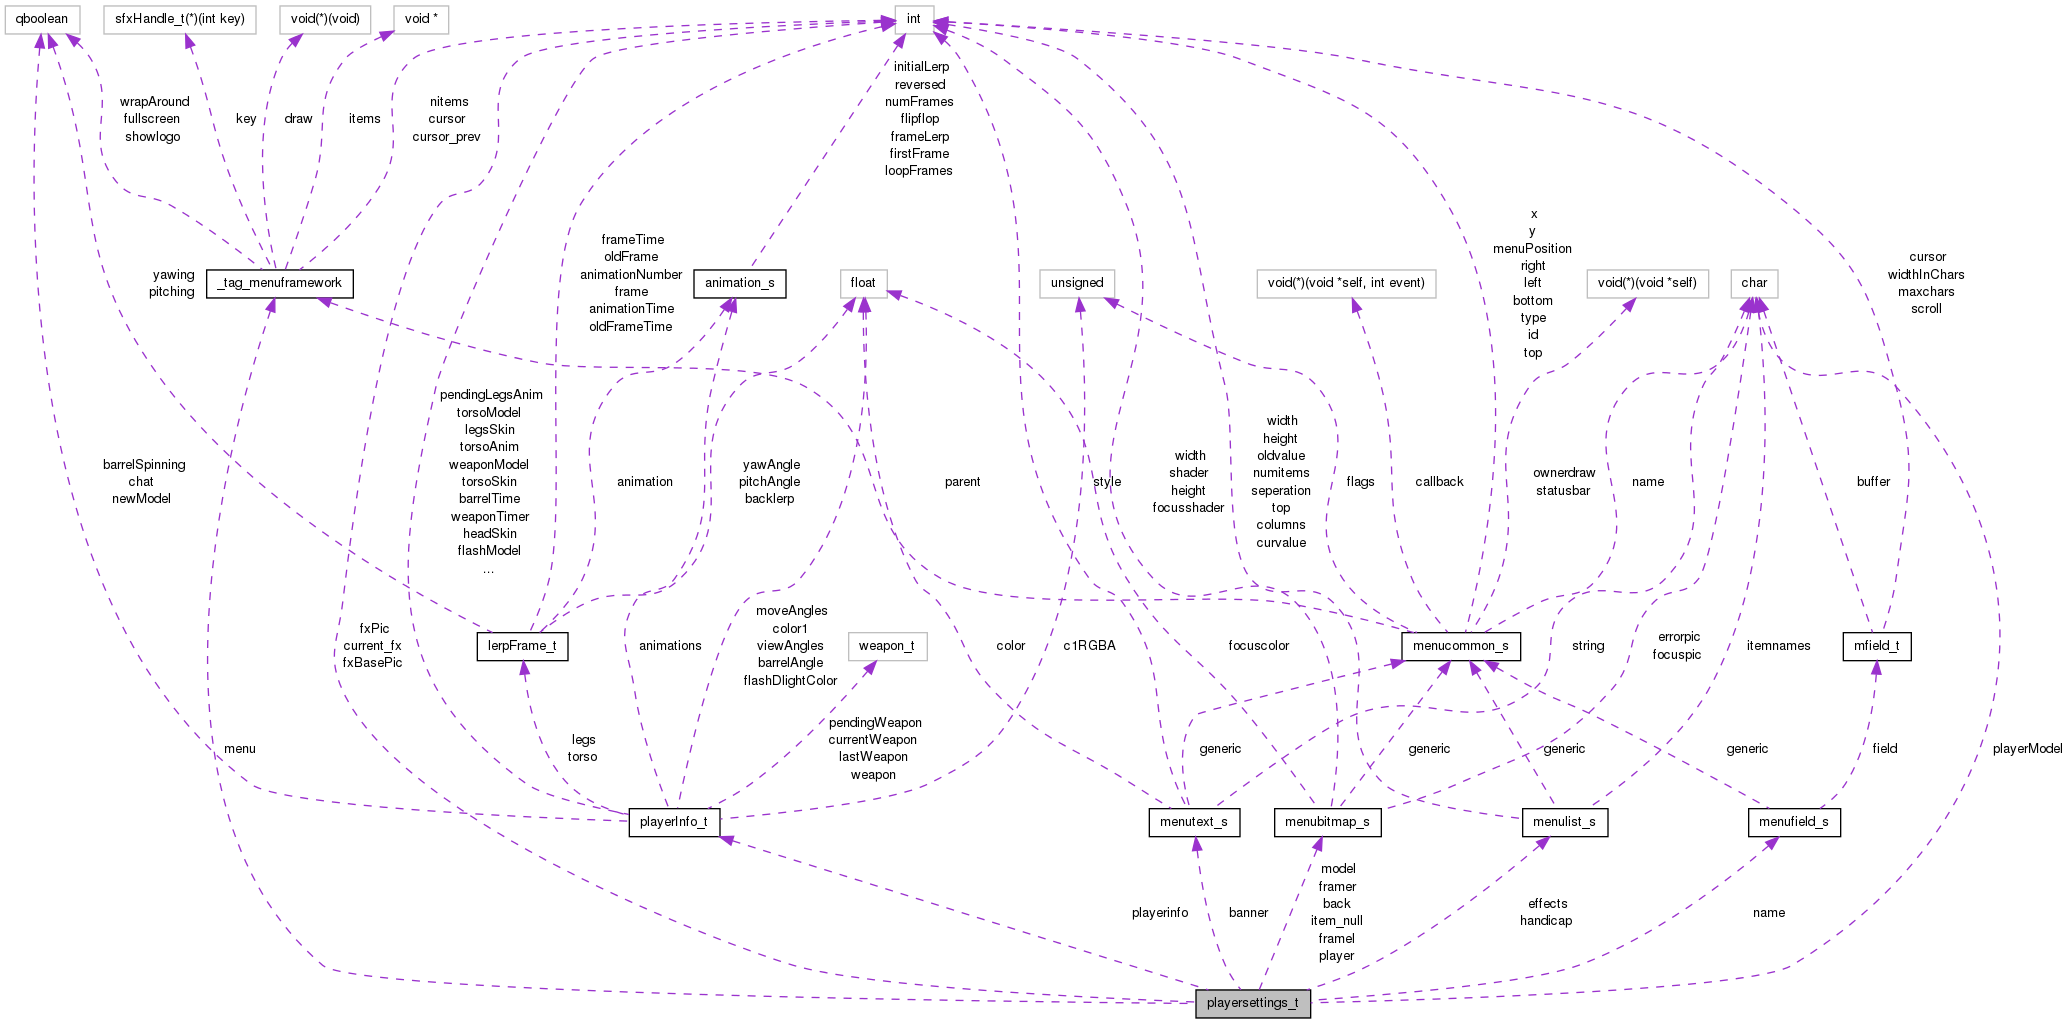 qboolean
sfxHandle_t(*)(int key)
void(*)(void)
void *
int
initialLerp
reversed
numFrames
flipflop
frameLerp
firstFrame
loopFrames
wrapAround
fullscreen
showlogo
key
draw
items
nitems
cursor
cursor_prev
x
y
menuPosition
right
left
bottom
type
id
top
cursor
widthInChars
maxchars
scroll
frameTime
oldFrame
animationNumber
frame
animationTime
oldFrameTime
yawing
pitching
_tag_menuframework
animation_s
float
unsigned
void(*)(void *self, int event)
void(*)(void *self)
char
pendingLegsAnim
torsoModel
legsSkin
torsoAnim
weaponModel
torsoSkin
barrelTime
weaponTimer
headSkin
flashModel
...
width
height
oldvalue
numitems
seperation
top
columns
curvalue
width
shader
height
focusshader
barrelSpinning
chat
newModel
animation
yawAngle
pitchAngle
backlerp
parent
style
flags
callback
ownerdraw
statusbar
name
buffer
fxPic
current_fx
fxBasePic
lerpFrame_t
animations
moveAngles
color1
viewAngles
barrelAngle
flashDlightColor
weapon_t
color
c1RGBA
focuscolor
menucommon_s
string
errorpic
focuspic
itemnames
mfield_t
menu
legs
torso
pendingWeapon
currentWeapon
lastWeapon
weapon
generic
generic
generic
generic
field
playerModel
playerInfo_t
menutext_s
menubitmap_s
menulist_s
menufield_s
playerinfo
banner
model
framer
back
item_null
framel
player
effects
handicap
name
playersettings_t